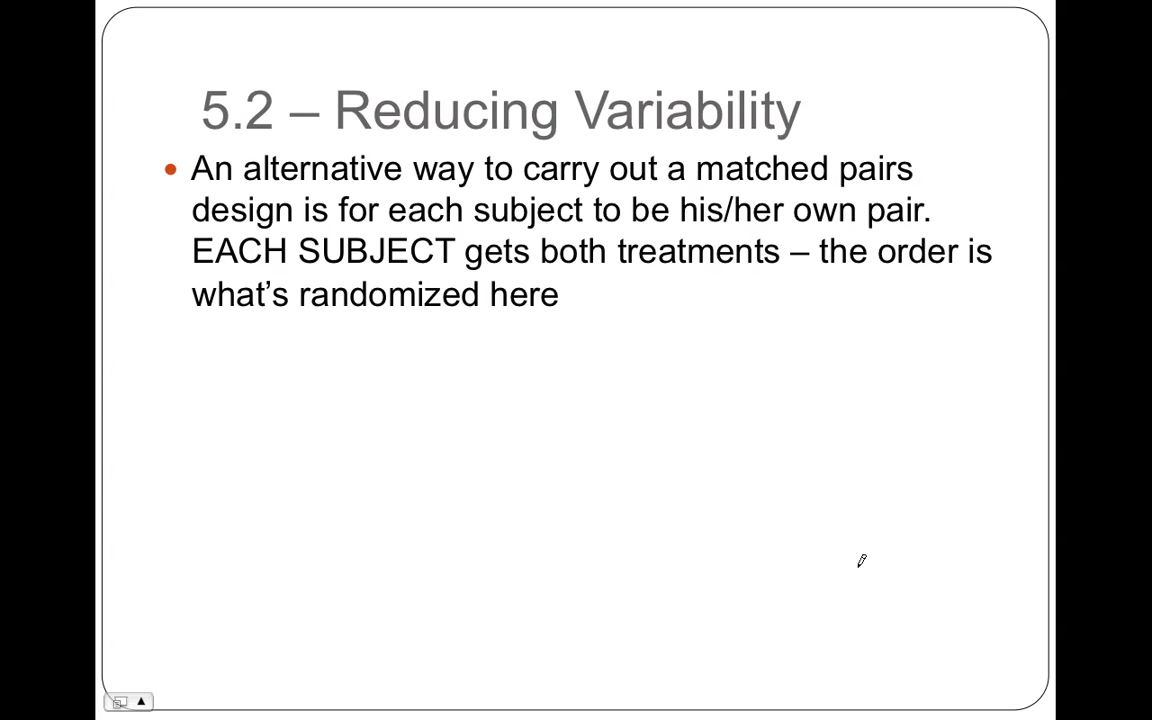 5.2 – Reducing Variability
• An alternative way to carry out a matched pairs
design is for each subject to be his/her own pair.
EACH SUBJECT gets both treatments – the order is
what’s randomized here